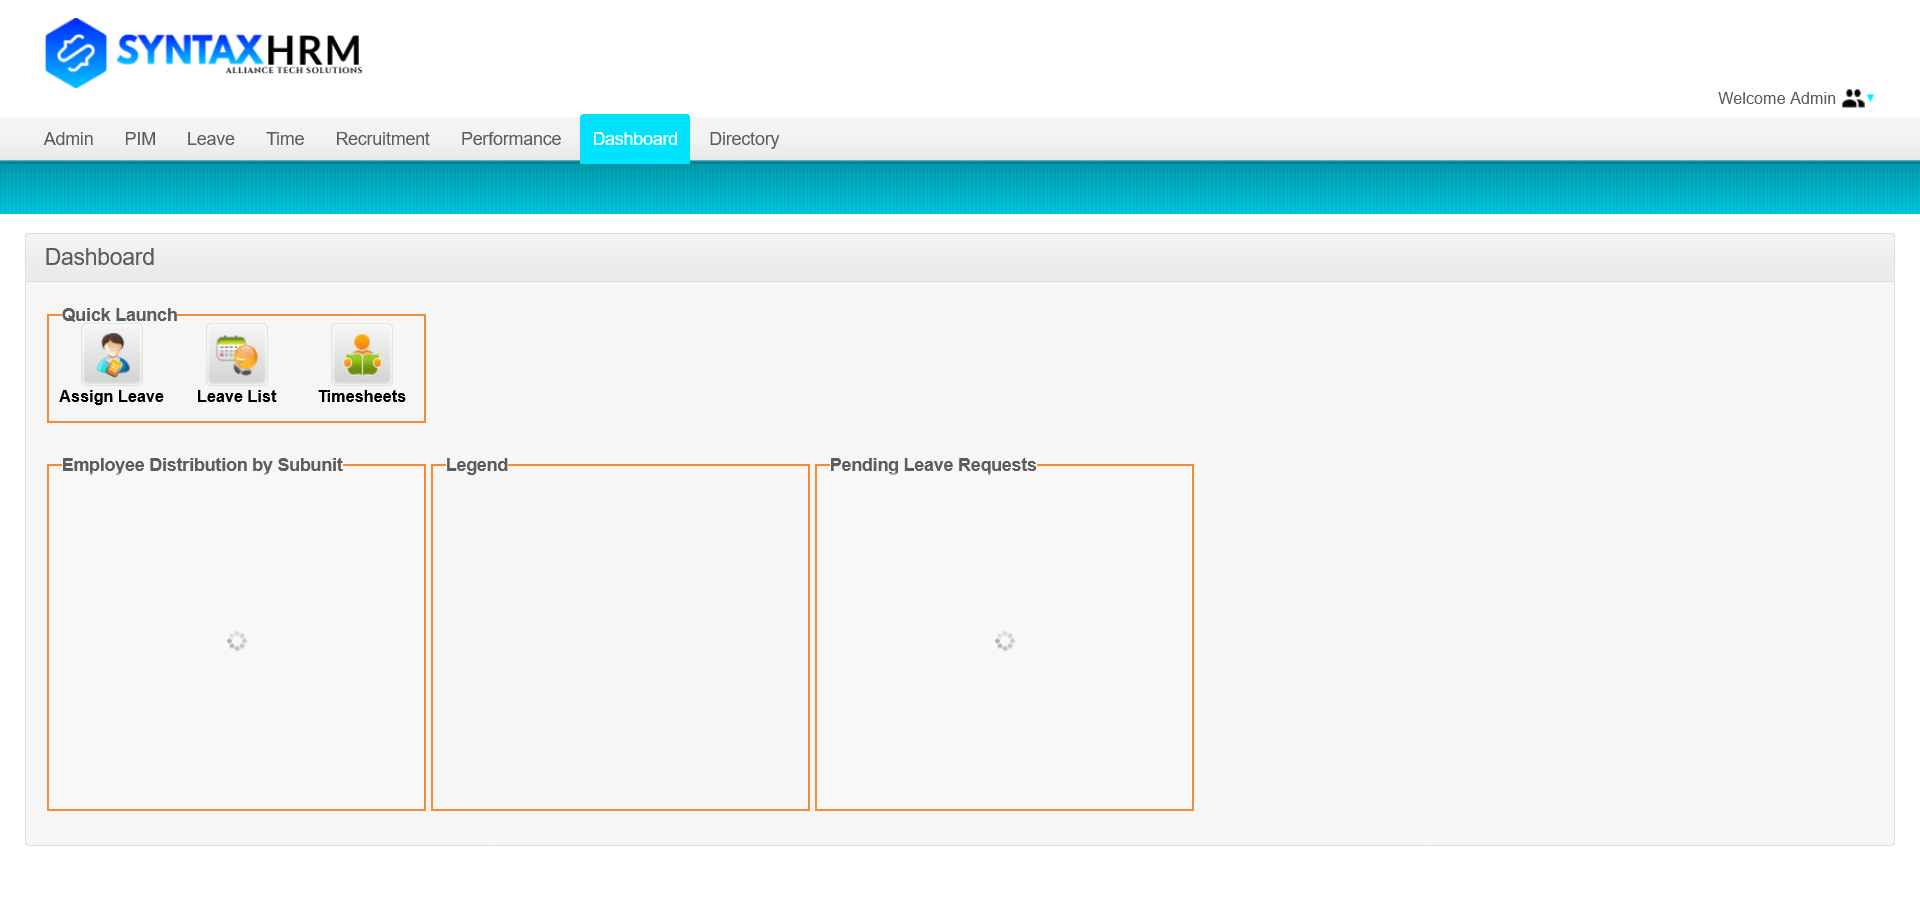 SYNTAXHRM
ALLIANCE TECH SOLUTIONS
Welcome Admin
Admin PIM Leave Time Recruitment Performance Dashboard Directory
Dashboard
Quick Launch
Assign Leave Leave List Timesheets
Employee Distribution by Subunit Legend Pending Leave Requests